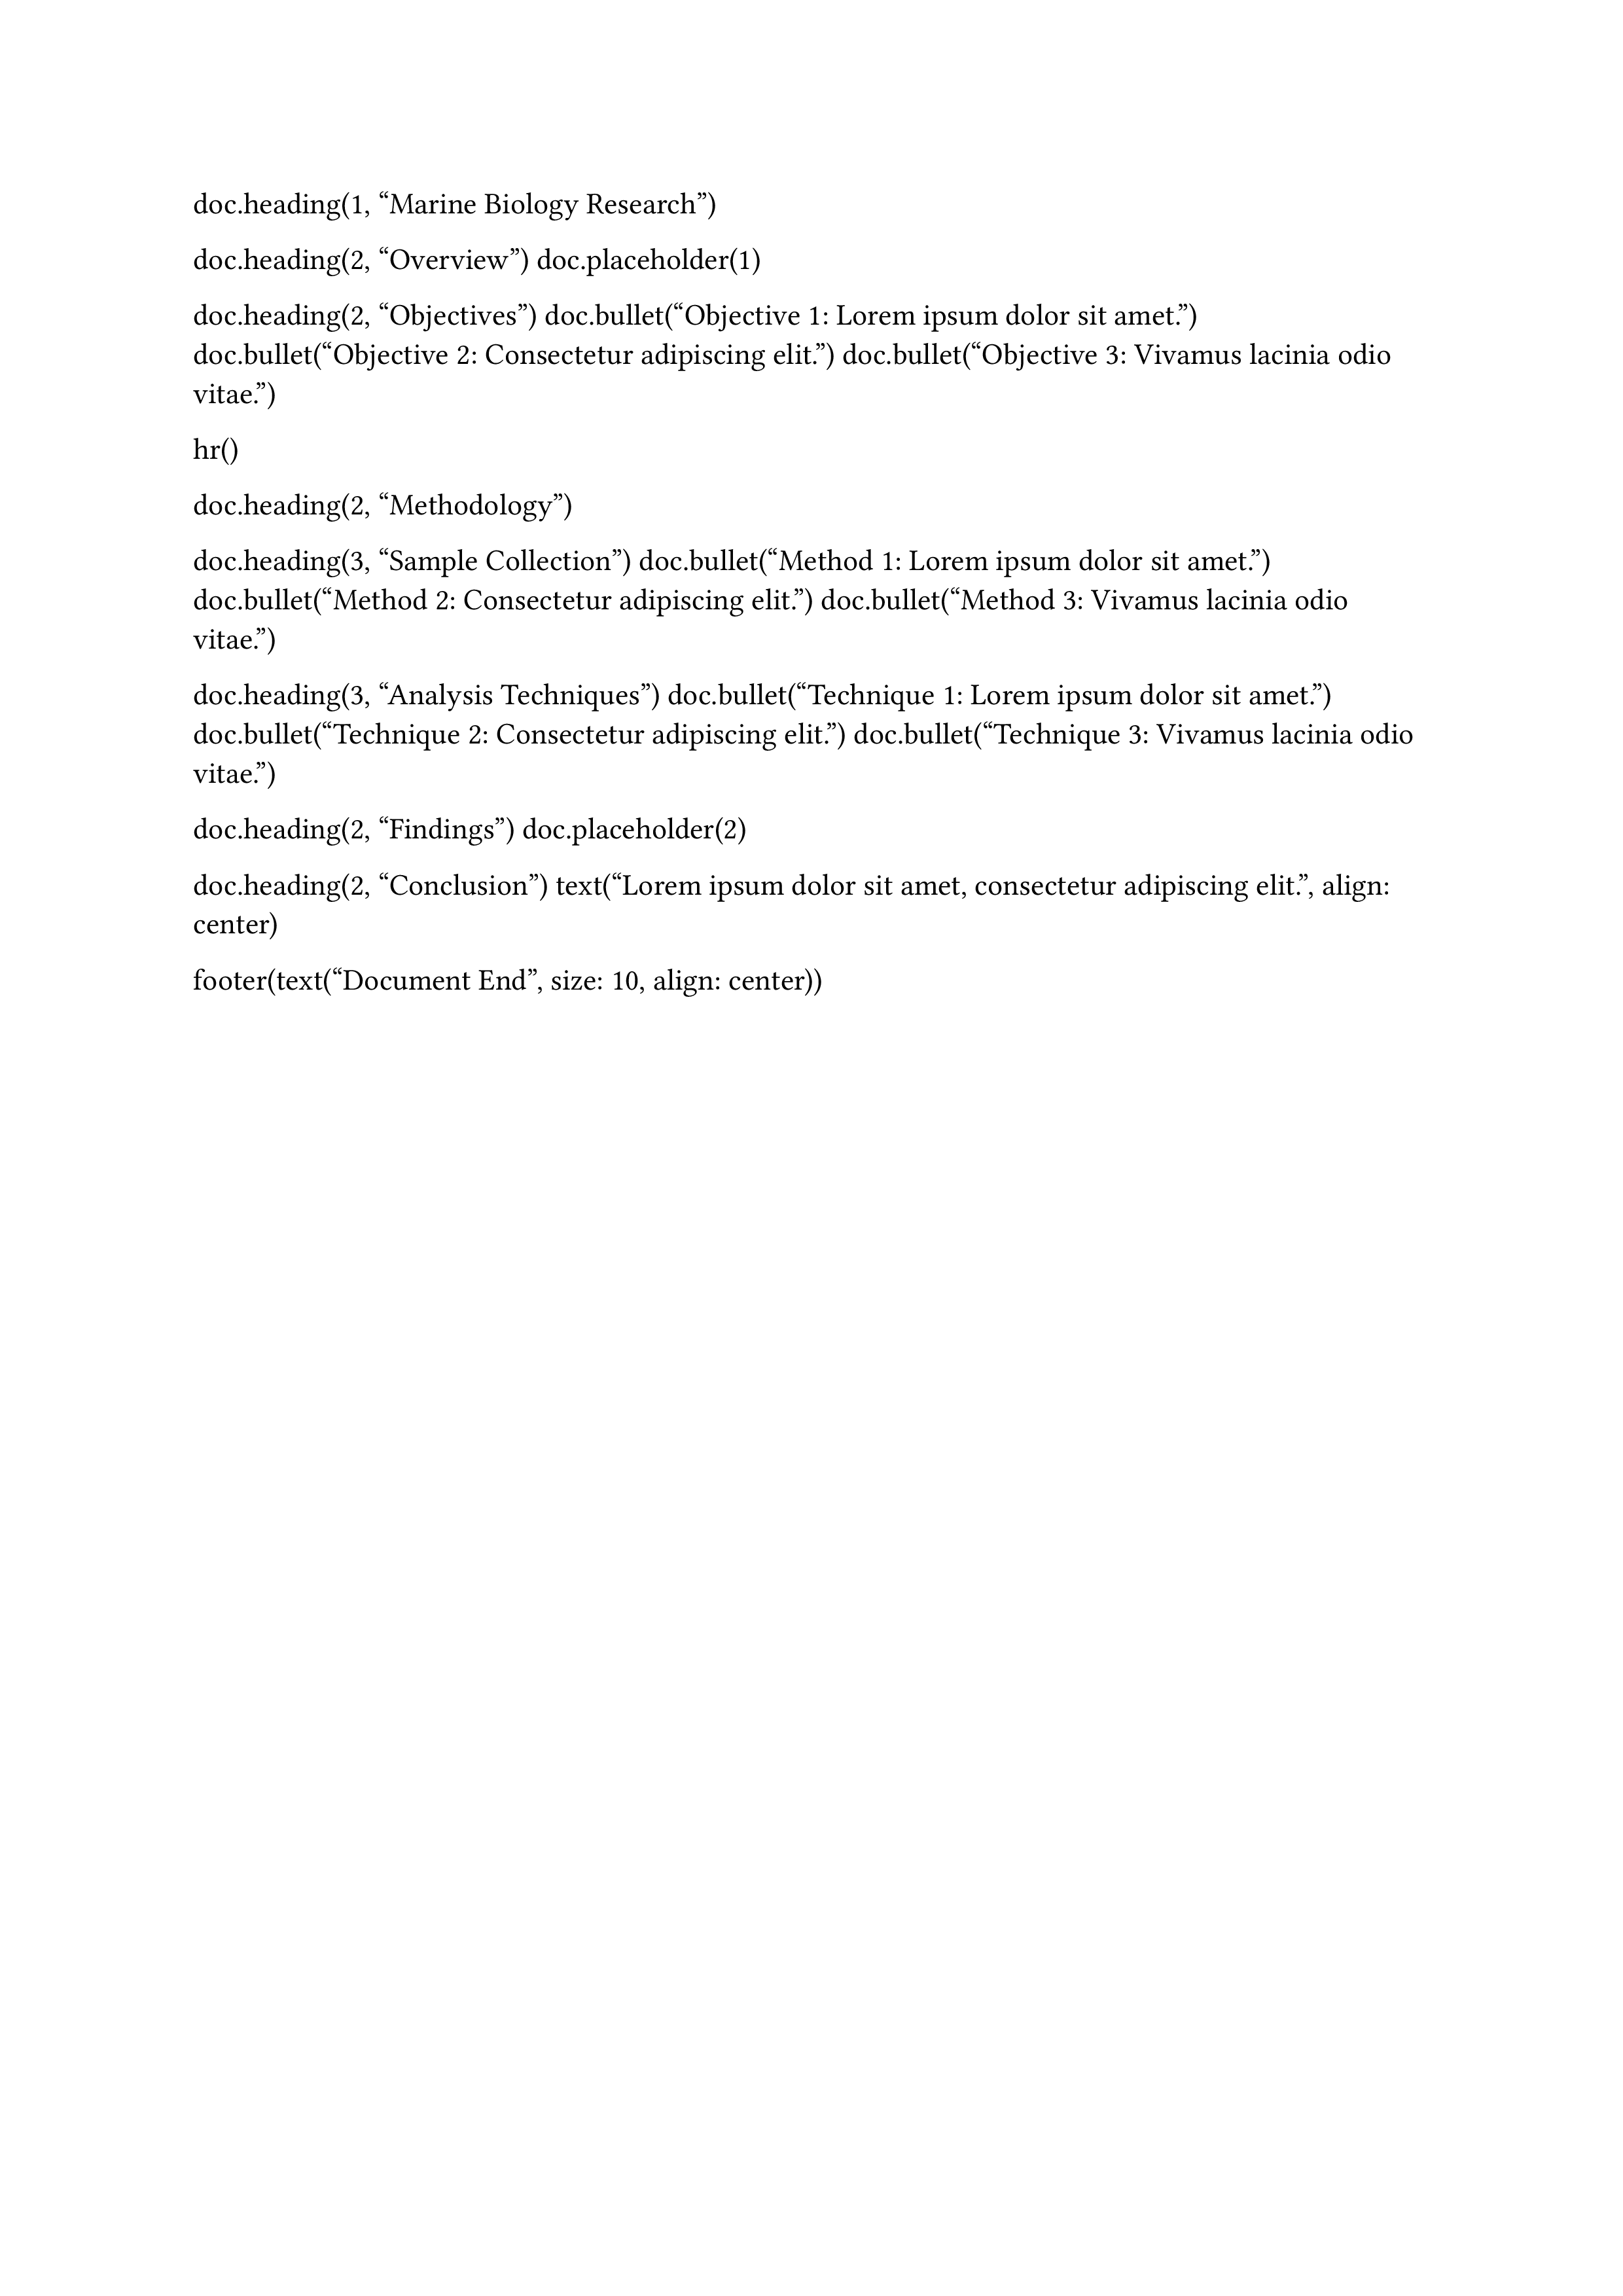 doc.heading(1, “Marine Biology Research”)
doc.heading(2, “Overview”) doc.placeholder(1)
doc.heading(2, “Objectives”) doc.bullet(“Objective 1: Lorem ipsum dolor sit amet.”)
doc.bullet(“Objective 2: Consectetur adipiscing elit.”) doc.bullet(“Objective 3: Vivamus lacinia odio
vitae.”)
hr()
doc.heading(2, “Methodology”)
doc.heading(3, “Sample Collection”) doc.bullet(“Method 1: Lorem ipsum dolor sit amet.”)
doc.bullet(“Method 2: Consectetur adipiscing elit.”) doc.bullet(“Method 3: Vivamus lacinia odio
vitae.”)
doc.heading(3, “Analysis Techniques”) doc.bullet(“Technique 1: Lorem ipsum dolor sit amet.”)
doc.bullet(“Technique 2: Consectetur adipiscing elit.”) doc.bullet(“Technique 3: Vivamus lacinia odio
vitae.”)
doc.heading(2, “Findings”) doc.placeholder(2)
doc.heading(2, “Conclusion”) text(“Lorem ipsum dolor sit amet, consectetur adipiscing elit.”, align:
center)
footer(text(“Document End”, size: 10, align: center))